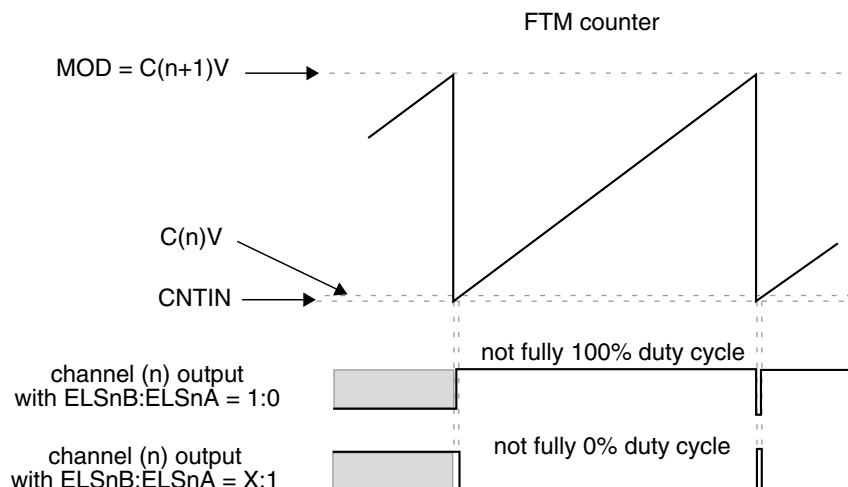 FTM counter
MOD = C(n+1)V
C(n)V
CNTIN
not fully 100% duty cycle
channel (n) output
with ELSnB:ELSnA = 1:0
not fully 0% duty cycle
channel (n) output
with ELSnB:ELSnA = X:1